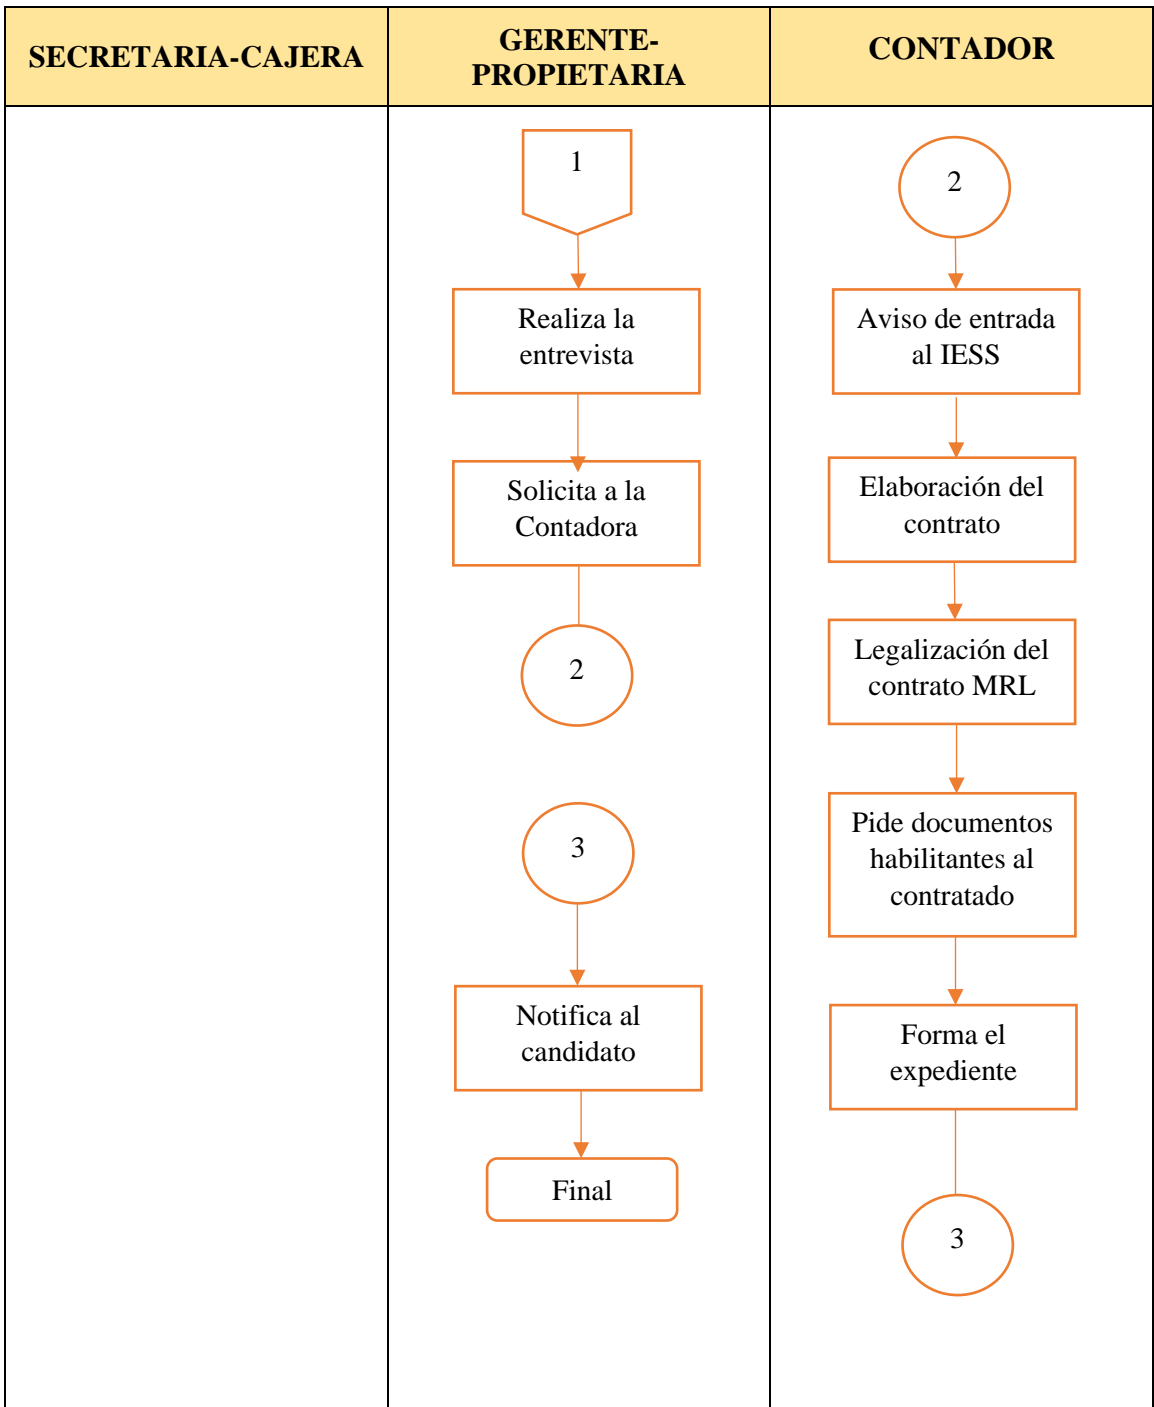 SECRETARIA-CAJERA
GERENTE-
PROPIETARIA
CONTADOR
1
Realiza la
entrevista
Solicita a la
Contadora
2
3
Notifica al
candidato
Final
2
Aviso de entrada
al IESS
Elaboración del
contrato
Legalización del
contrato MRL
Pide documentos
habilitantes al
contratado
Forma el
expediente
3